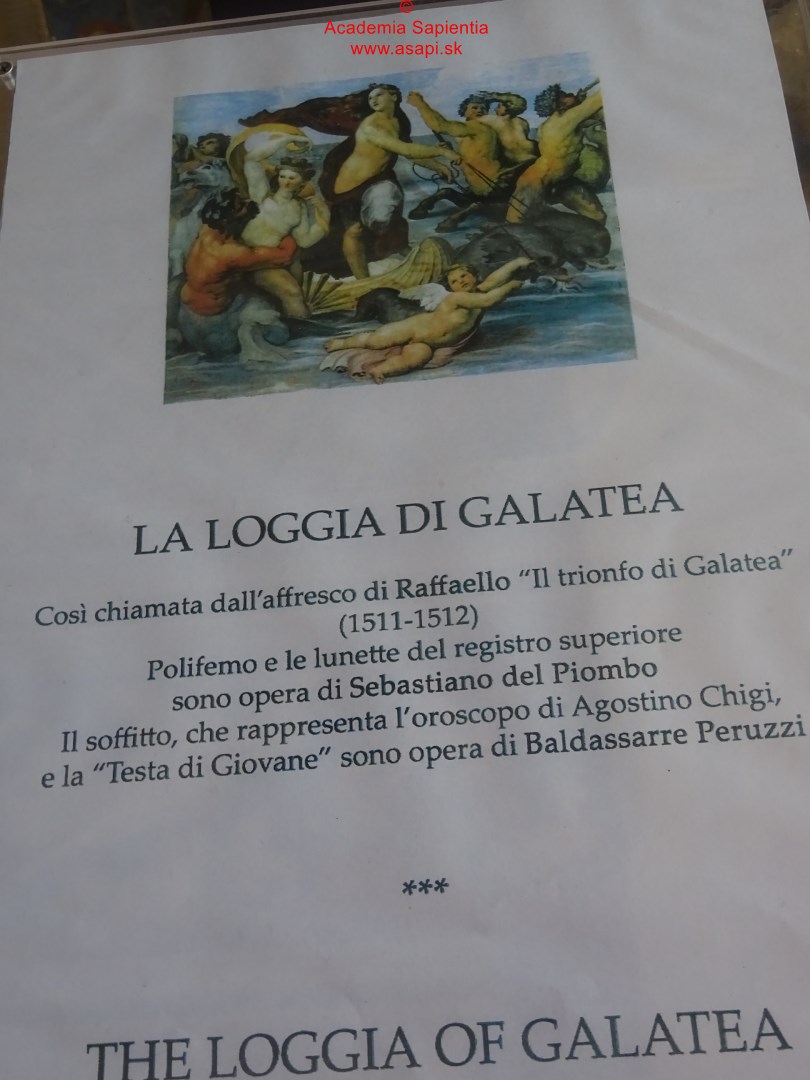 ©
Academia Sapientia
www.asapi.sk
LA LOGGIA DI GALATEA
Così chiamata dall'affresco di Raffaello “Il trionfo di Galatea”
(1511-1512)
Polifemo e le lunette del registro superiore
sono opera di Sebastiano del Piombo
Il soffitto, che rappresenta l'oroscopo di Agostino Chigi,
e la “Testa di Giovane” sono opera di Baldassarre Peruzzi
***
THE LOGGIA OF GALATEA